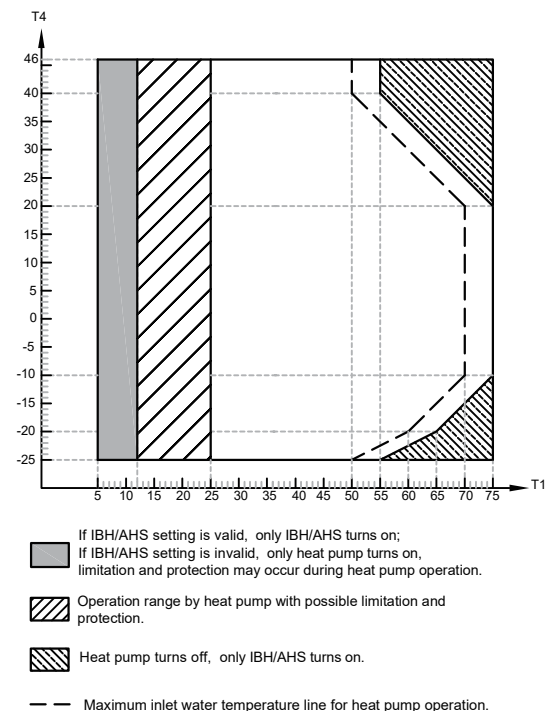 T4
46
40
35
30
25
20
10
5
0
-5
-10
-20
-25
T1
5 10 15 20 25 30 35 40 45 50 55 60 65 70 75
If IBH/AHS setting is valid, only IBH/AHS turns on;
If IBH/AHS setting is invalid, only heat pump turns on,
limitation and protection may occur during heat pump operation.
Operation range by heat pump with possible limitation and
protection.
Heat pump turns off, only IBH/AHS turns on.
Maximum inlet water temperature line for heat pump operation.